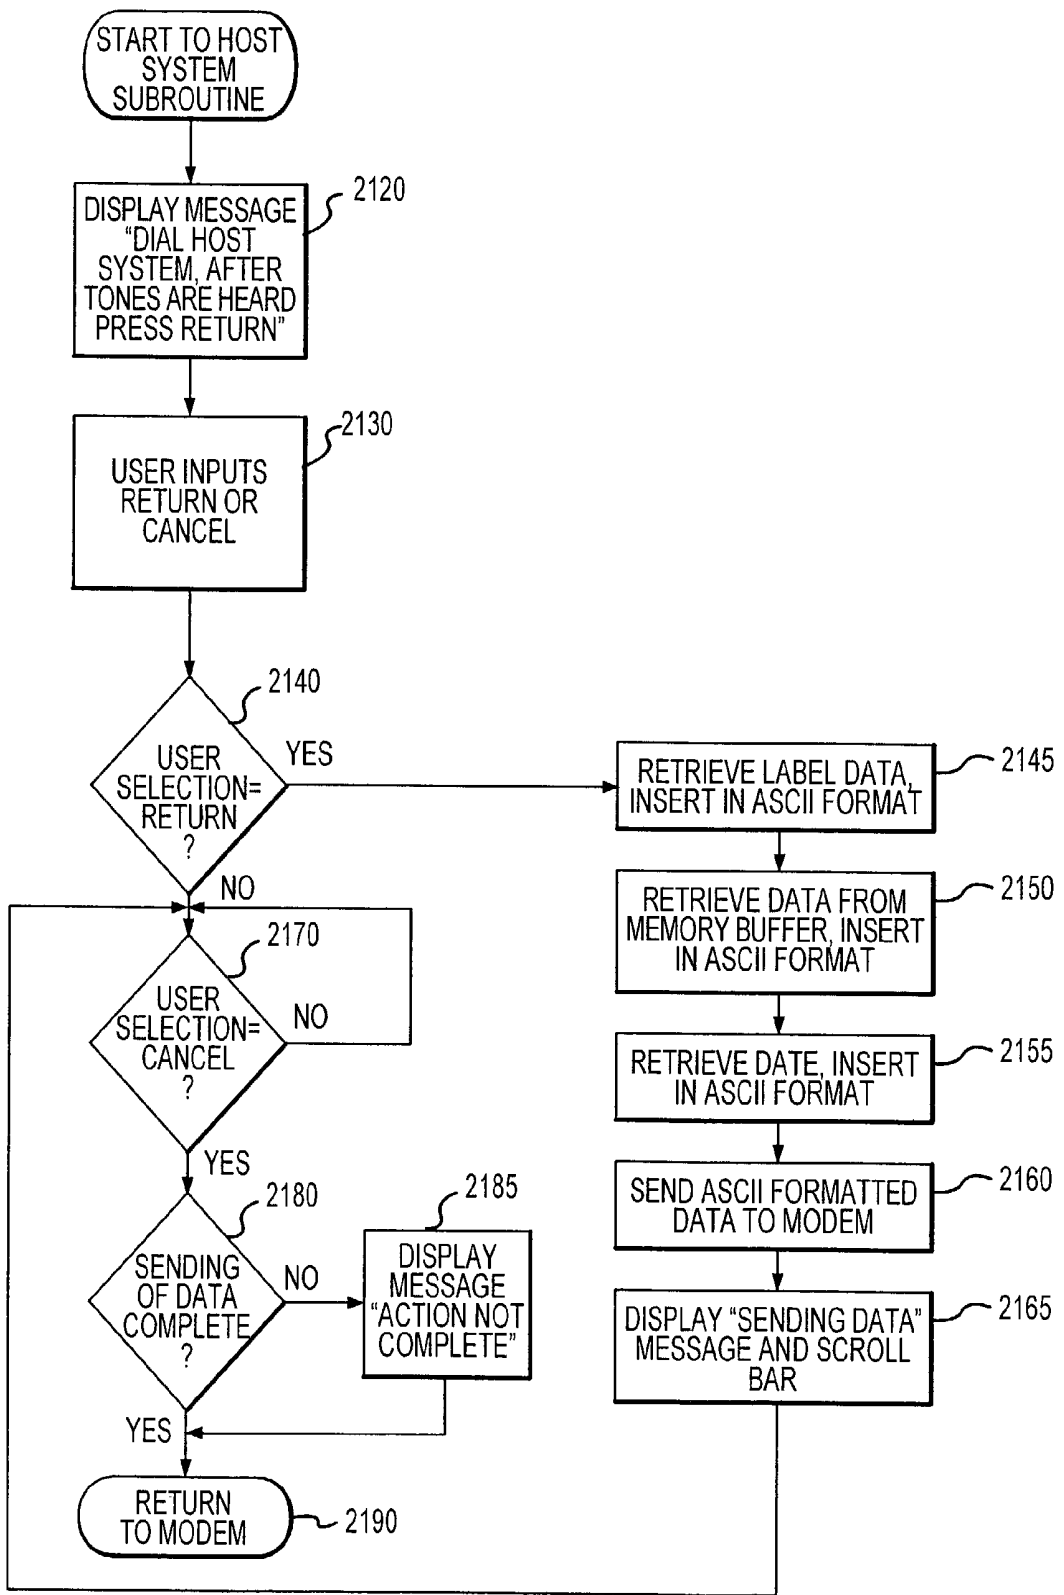 START TO HOST
SYSTEM
SUBROUTINE
2120
DISPLAY MESSAGE
“DIAL HOST
SYSTEM, AFTER
TONES ARE HEARD
PRESS RETURN”
2130
USER INPUTS
RETURN OR
CANCEL
2140
USER
SELECTION=
RETURN
?
YES
NO
2145
RETRIEVE LABEL DATA,
INSERT IN ASCII FORMAT
2150
RETRIEVE DATA FROM
MEMORY BUFFER, INSERT
IN ASCII FORMAT
2155
RETRIEVE DATE, INSERT
IN ASCII FORMAT
2160
SEND ASCII FORMATTED
DATA TO MODEM
2165
DISPLAY “SENDING DATA”
MESSAGE AND SCROLL
BAR
2170
USER
SELECTION=
CANCEL
?
NO
YES
2180
SENDING
OF DATA
COMPLETE
?
NO
2185
DISPLAY
MESSAGE
“ACTION NOT
COMPLETE”
YES
RETURN
TO MODEM
2190